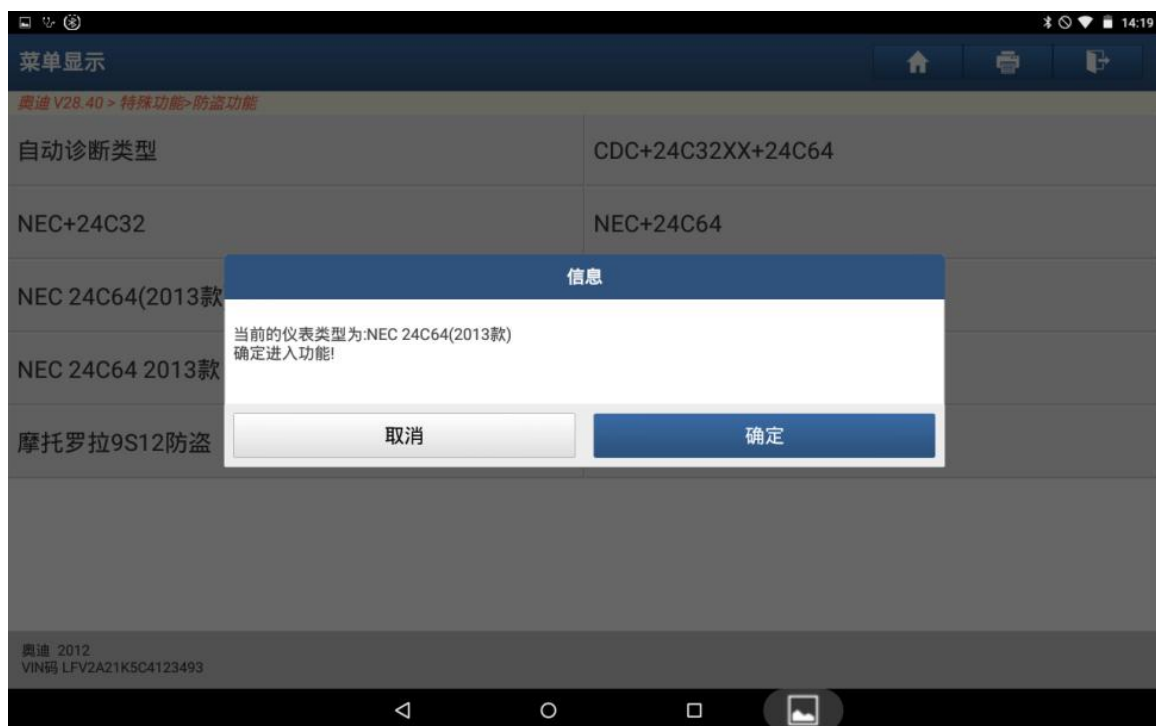 14:19
菜单显示
奥迪 V28.40 > 特殊功能>防盗功能
自动诊断类型
CDC+24C32XX+24C64
NEC+24C32
NEC+24C64
信息
NEC 24C64(2013款
当前的仪表类型为:NEC 24C64(2013款)
确定进入功能!
NEC 24C64 2013款
取消
确定
摩托罗拉9S12防盗
奥迪 2012
VIN码 LFV2A21K5C4123493